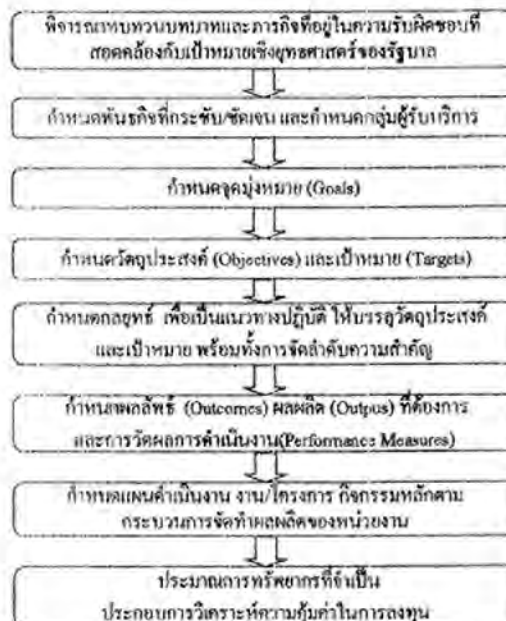 พิจารณาทบทวนบทบาทและภารกิจที่อยู่ในความรับผิดชอบที่
สอดคล้องกับเป้าหมายเชิงยุทธศาสตร์ของรัฐบาล
กำหนดพันธกิจที่กระชับ/ชัดเจน และกำหนดกลุ่มผู้รับบริการ
กำหนดจุดมุ่งหมาย (Goals)
กำหนดวัตถุประสงค์ (Objectives) และเป้าหมาย (Targets)
กำหนดกลยุทธ์ เพื่อเป็นแนวทางปฏิบัติ ให้บรรลุวัตถุประสงค์
และเป้าหมาย พร้อมทั้งการจัดลำดับความสำคัญ
กำหนดผลลัพธ์ (Outcomes) ผลผลิต (Outpus) ที่ต้องการ
และการวัดผลการดำเนินงาน(Performance Measures)
กำหนดแผนดำเนินงาน งาน/โครงการ กิจกรรมหลักตาม
กระบวนการจัดทำผลผลิตของหน่วยงาน
ประมาณการทรัพยากรที่จำเป็น
ประกอบการวิเคราะห์ความคุ้มค่าในการลงทุน